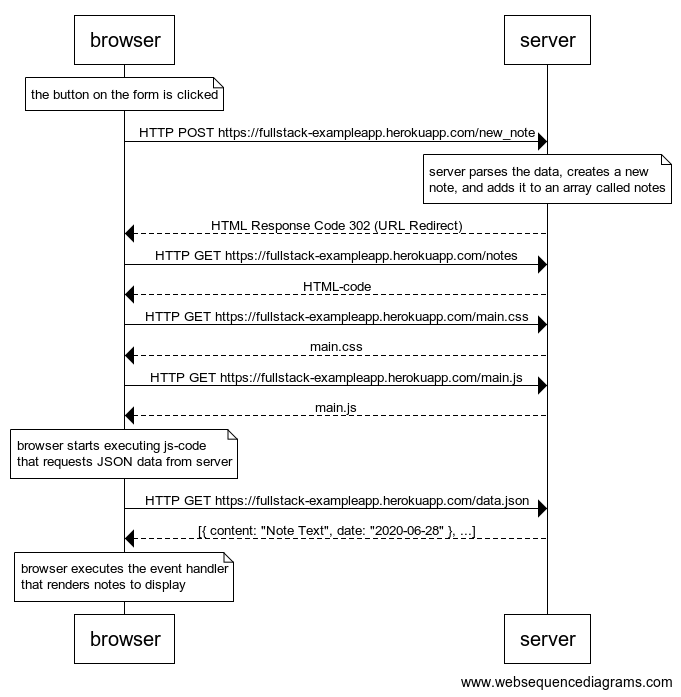 browser
server
the button on the form is clicked
HTTP POST https://fullstack-exampleapp.herokuapp.com/new_note
server parses the data, creates a new
note, and adds it to an array called notes
HTML Response Code 302 (URL Redirect)
HTTP GET https://fullstack-exampleapp.herokuapp.com/notes
HTML-code
HTTP GET https://fullstack-exampleapp.herokuapp.com/main.css
main.css
HTTP GET https://fullstack-exampleapp.herokuapp.com/main.js
main.js
browser starts executing js-code
that requests JSON data from server
HTTP GET https://fullstack-exampleapp.herokuapp.com/data.json
[{ content: "Note Text", date: "2020-06-28" }, ...]
browser executes the event handler
that renders notes to display
browser
server
www.websequencediagrams.com